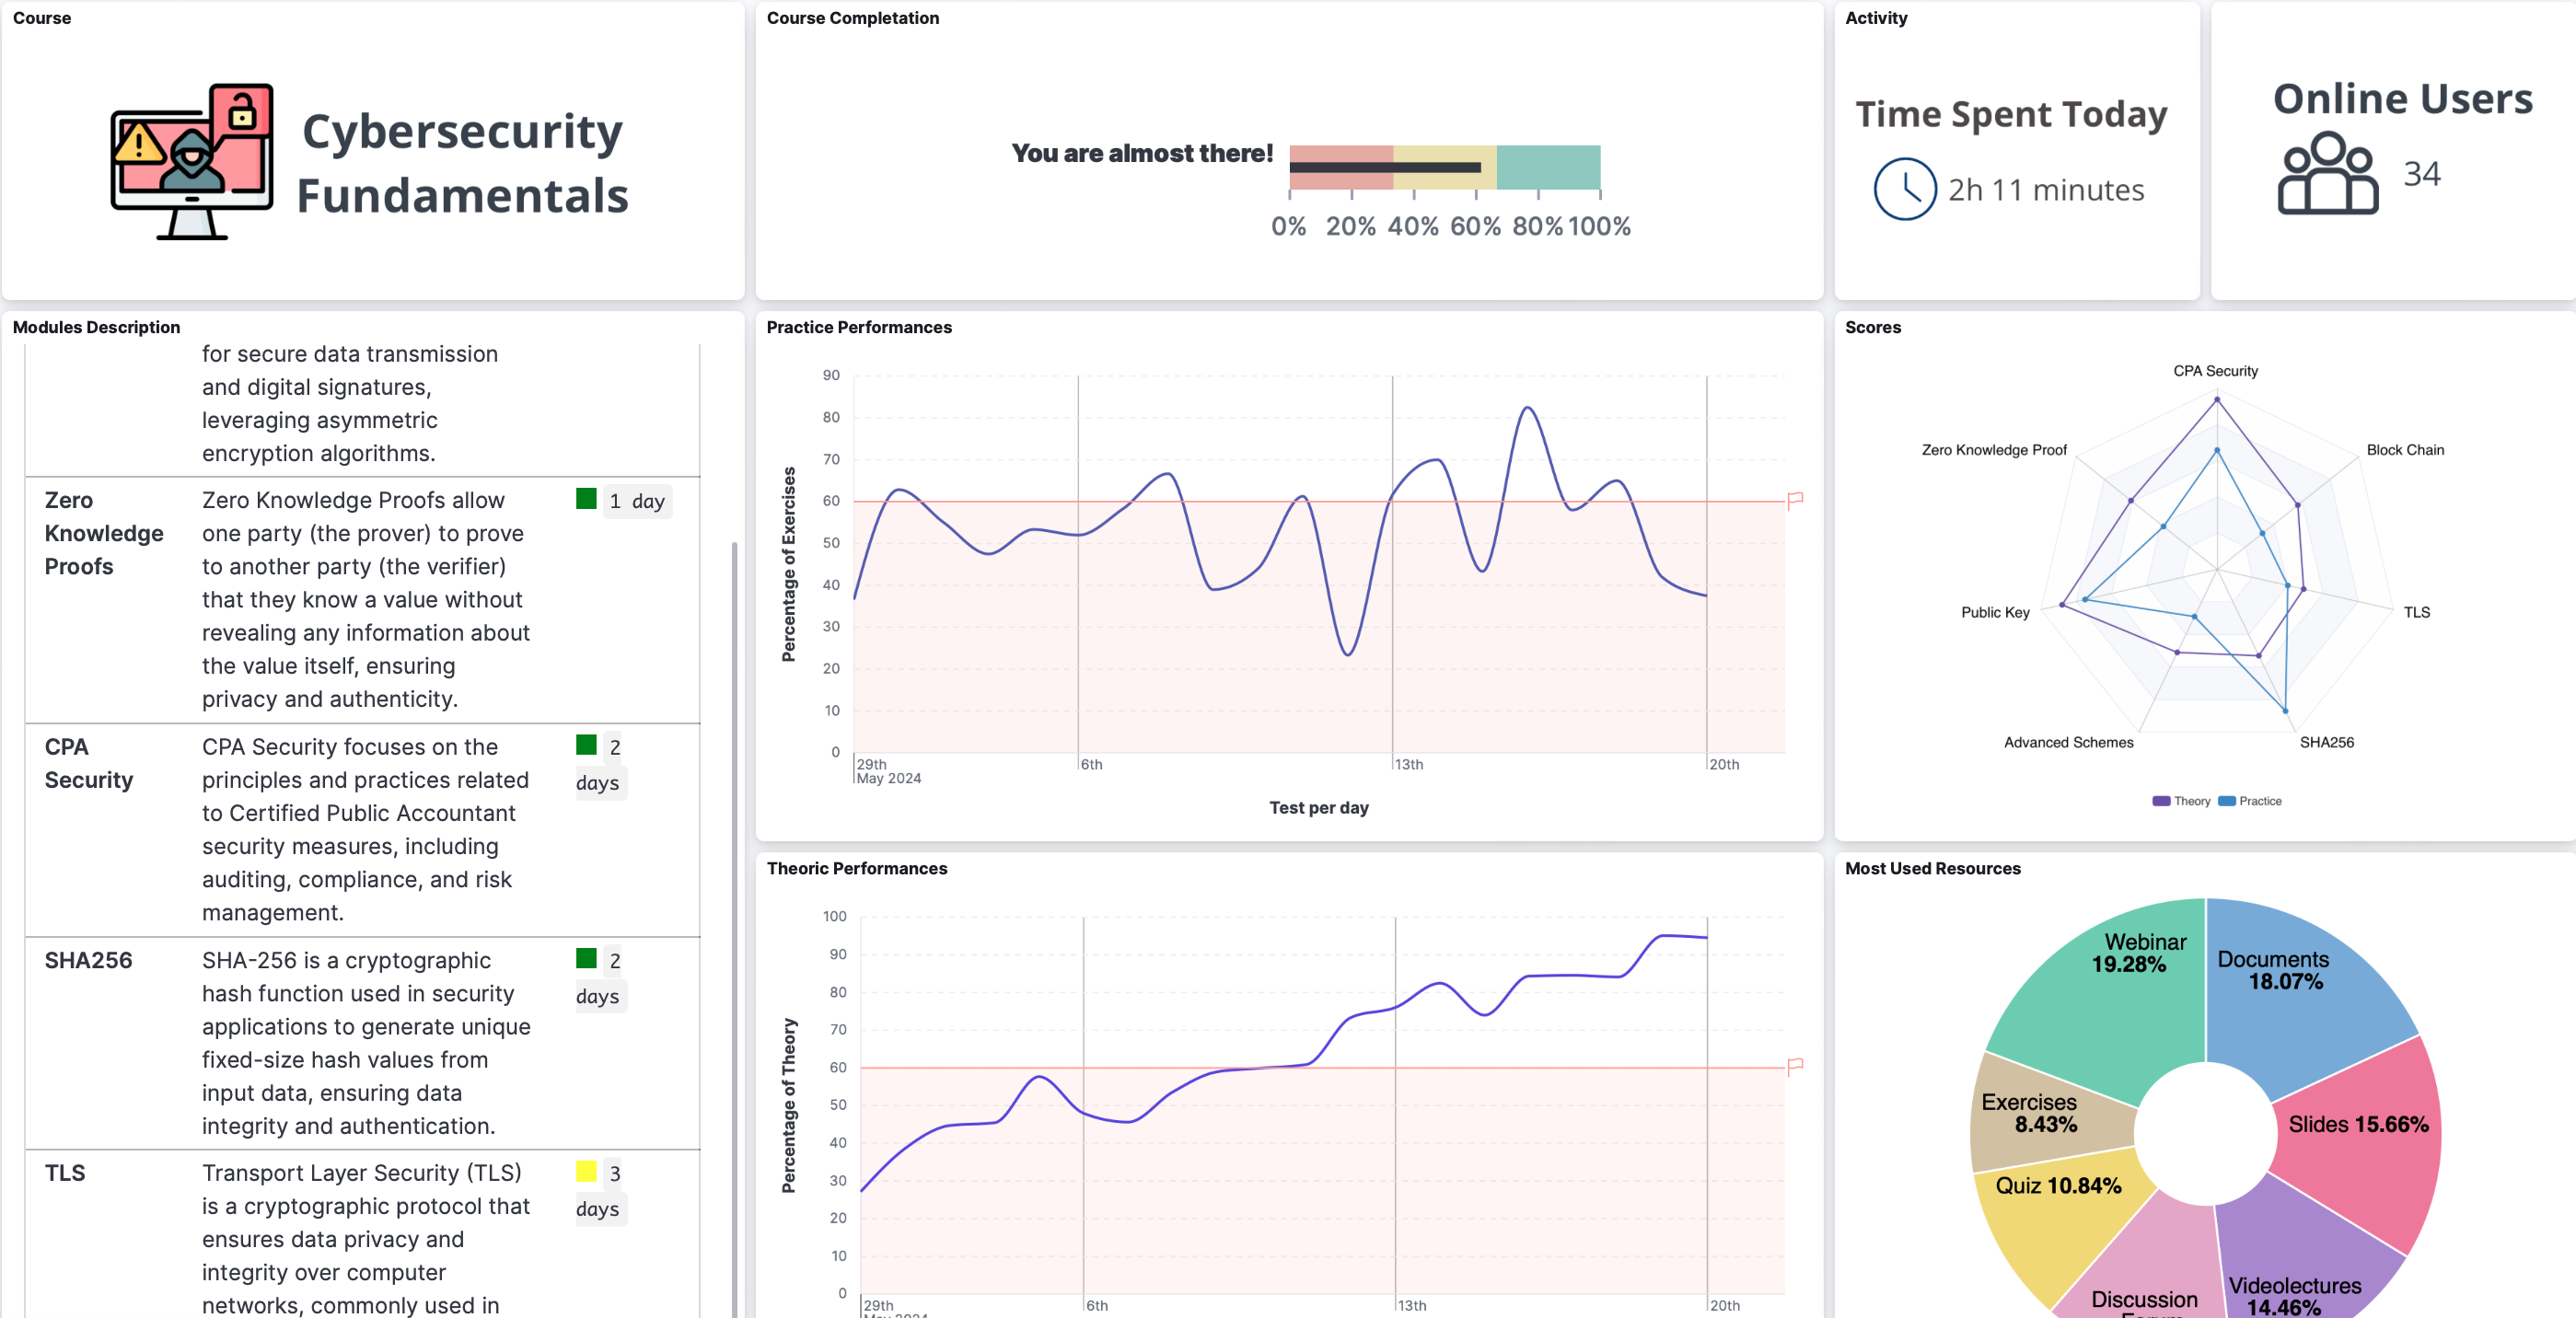 Course
Cybersecurity
Fundamentals
Course Completion
You are almost there!
0% 20% 40% 60% 80% 100%
Activity
Time Spent Today
2h 11 minutes
Online Users
34
Modules Description
for secure data transmission
and digital signatures,
leveraging asymmetric
encryption algorithms.
Zero Knowledge Proofs allow
one party (the prover) to prove
to another party (the verifier)
that they know a value without
revealing any information about
the value itself, ensuring
privacy and authenticity.
Zero
Knowledge
Proofs
1 day
CPA
Security
CPA Security focuses on the
principles and practices related
to Certified Public Accountant
security measures, including
auditing, compliance, and risk
management.
2
days
SHA256
SHA-256 is a cryptographic
hash function used in security
applications to generate unique
fixed-size hash values from
input data, ensuring data
integrity and authentication.
2
days
TLS
Transport Layer Security (TLS)
is a cryptographic protocol that
ensures data privacy and
integrity over computer
networks, commonly used in
3
days
Practice Performances
Percentage of Exercises
90
80
70
60
50
40
30
20
10
0
29th
May 2024
6th
13th
20th
Test per day
Theoric Performances
Percentage of Theory
100
90
80
70
60
50
40
30
20
10
0
29th
May 2024
6th
13th
20th
Scores
CPA Security
Block Chain
TLS
SHA256
Advanced Schemes
Public Key
Zero Knowledge Proof
Theory Practice
Most Used Resources
Webinar
19.28%
Documents
18.07%
Exercises
8.43%
Slides 15.66%
Quiz 10.84%
Videolectures
14.46%
Discussion
Forum